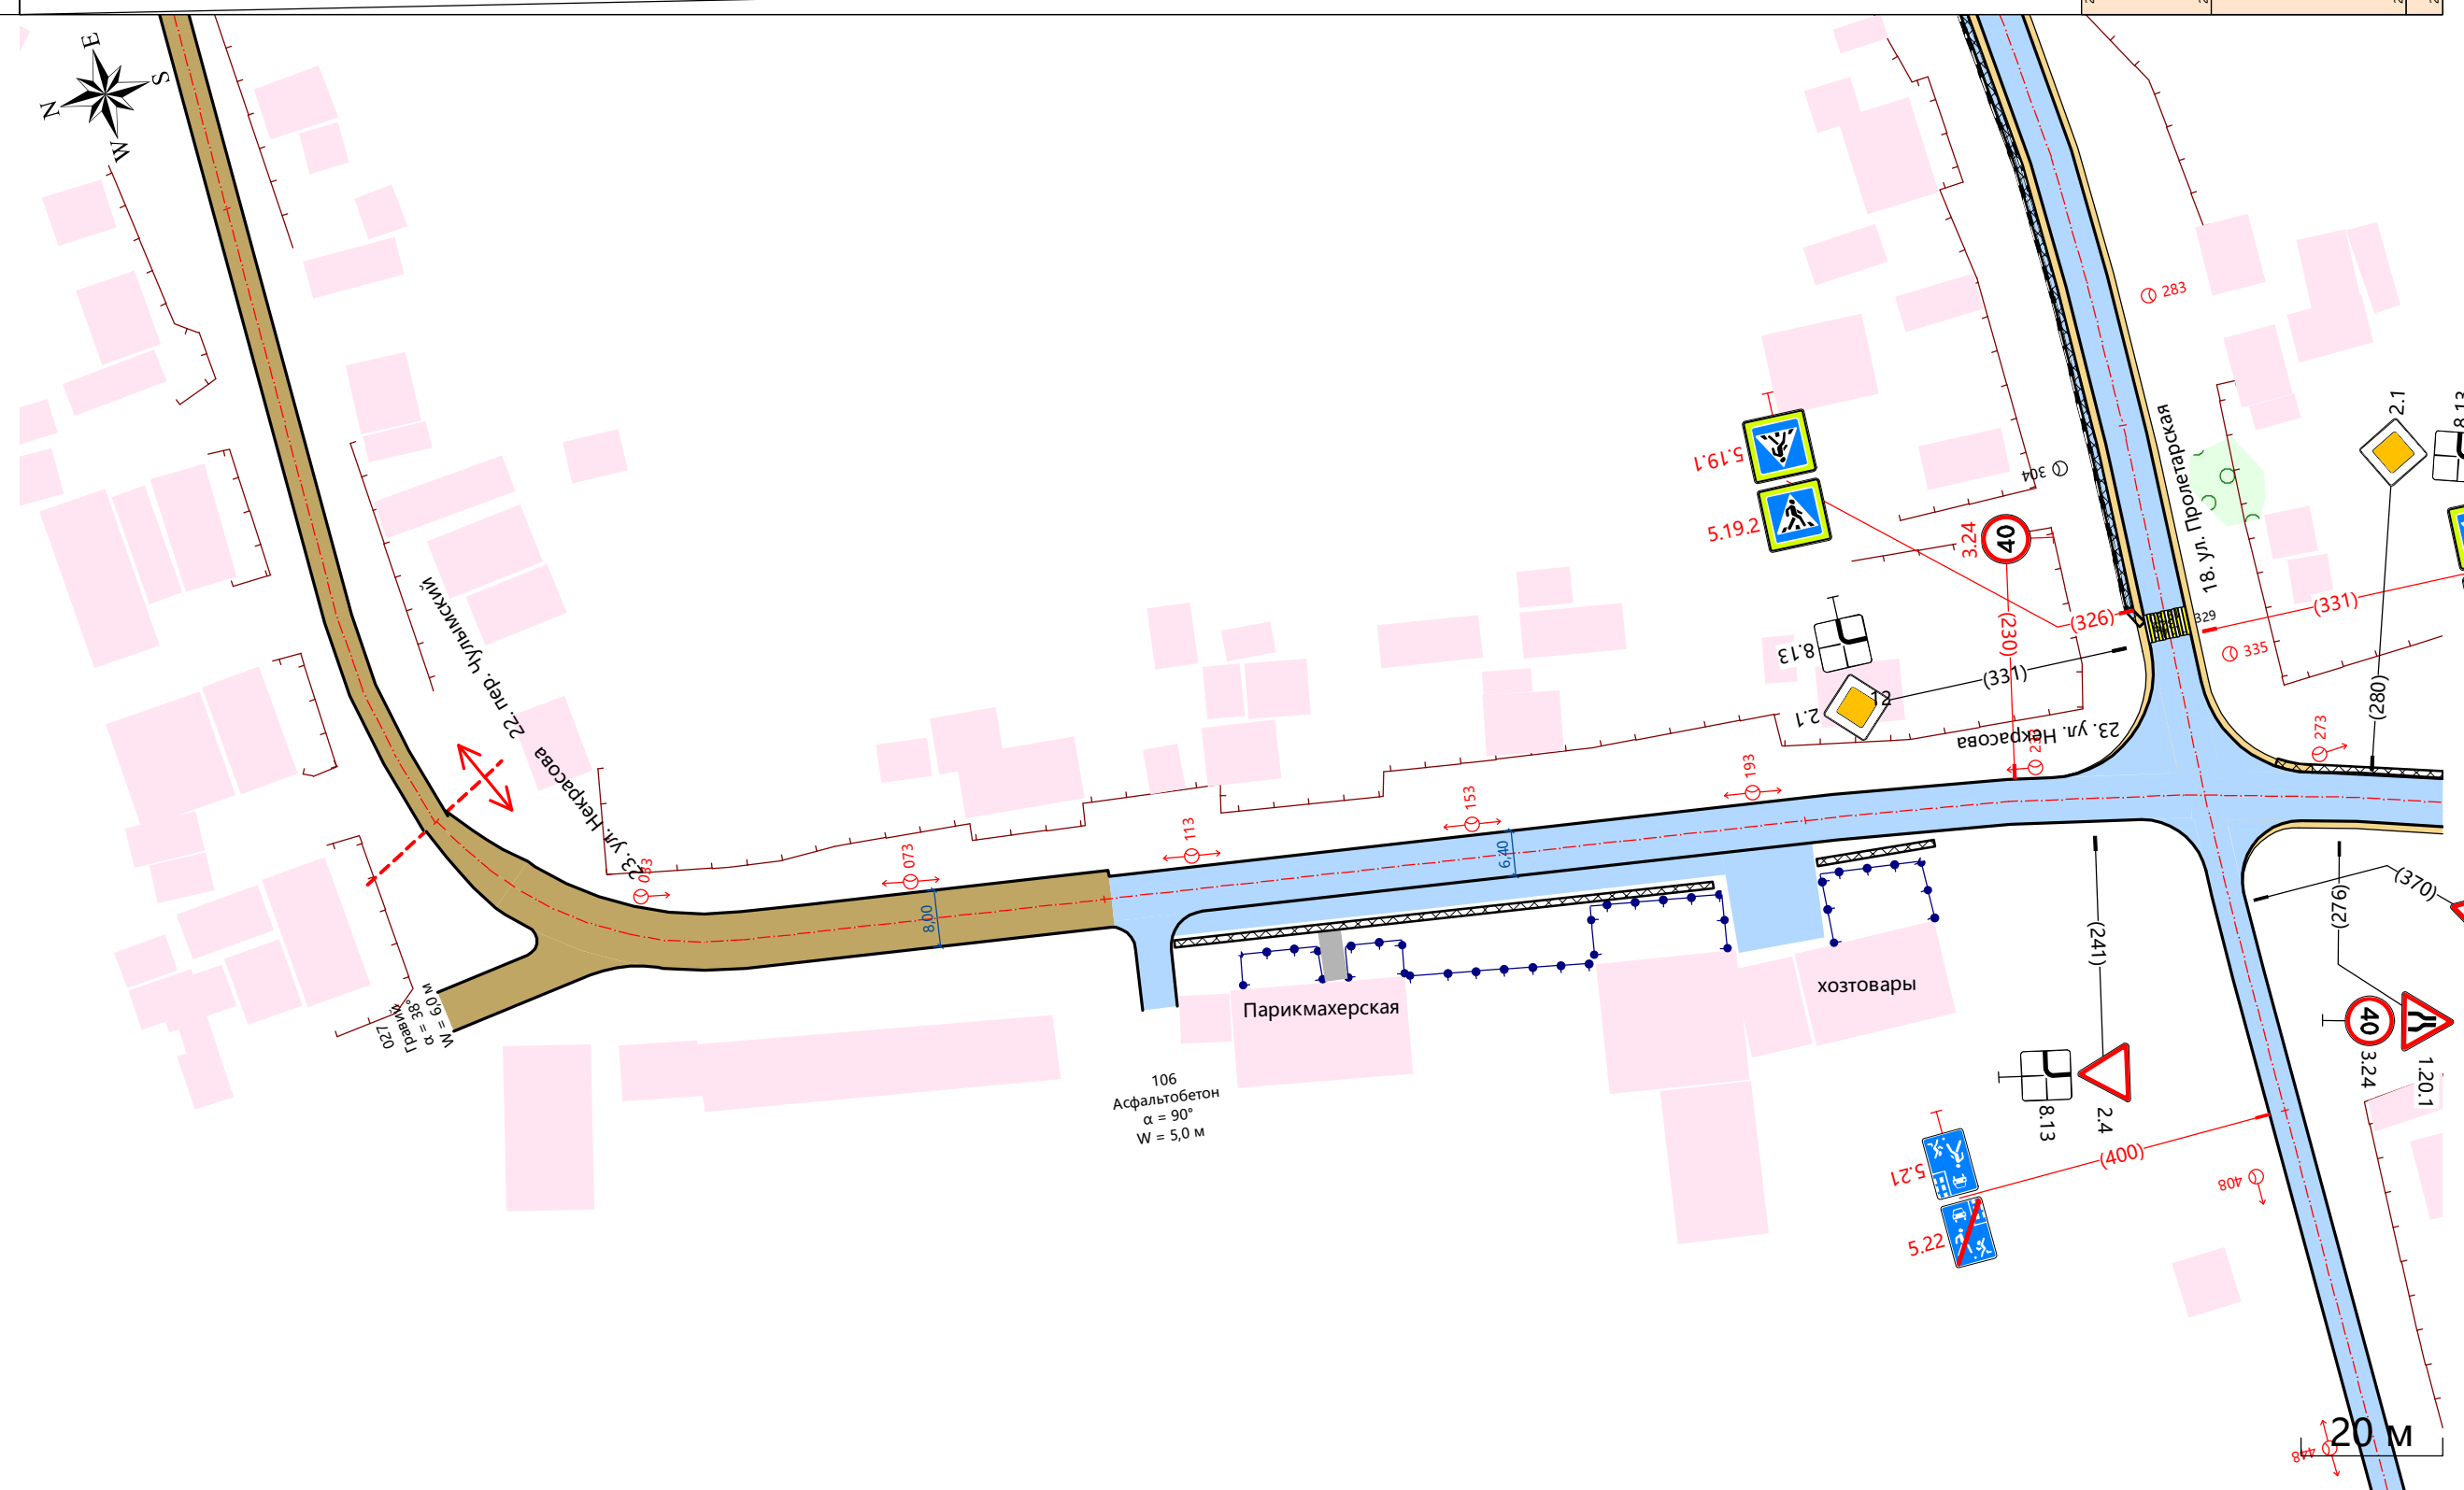 E
S
N
W
283
2.1
8.13
5.19.1
5.19.2
304
3.24
40
18. ул. Пролетарская
329
(326)
(331)
335
(230)
8.13
(331)
2.1
12
(280)
273
23. ул. Некрасова
22. пер. Чулымский
23. ул. Некрасова
033
073
113
153
193
6,40
8,00
(241)
(279)
(370)
027
Гравий
α = 38°
W = 6,0 м
Парикмахерская
хозтовары
106
Асфальтобетон
α = 90°
W = 5,0 м
40
3.24
1.20.1
8.13
2.4
5.21
(400)
408
5.22
20 м
448